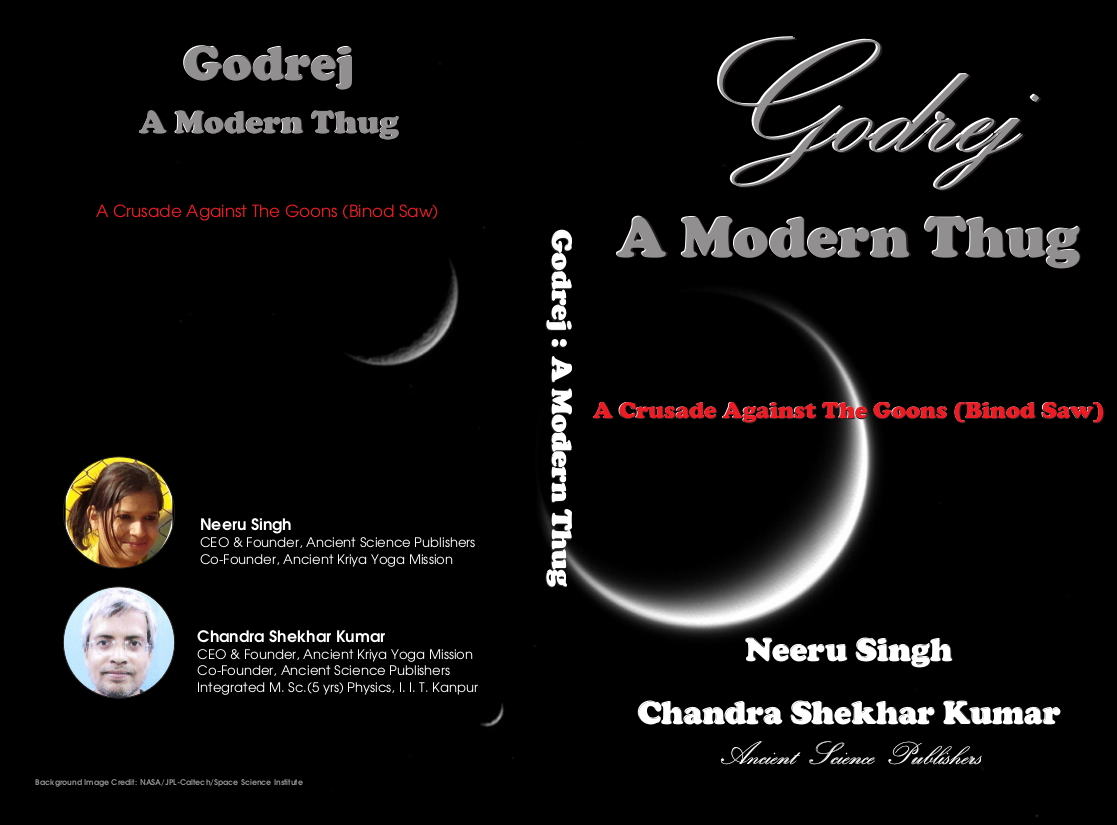 Godrej
A Modern Thug
A Crusade Against The Goons (Binod Saw)
Neeru Singh
CEO & Founder, Ancient Science Publishers
Co-Founder, Ancient Kriya Yoga Mission
Chandra Shekhar Kumar
CEO & Founder, Ancient Kriya Yoga Mission
Co-Founder, Ancient Science Publishers
Integrated M. Sc.(5 yrs) Physics, I. I. T. Kanpur
Background Image Credit: NASA/JPL-Caltech/Space Science Institute
Godrej : A Modern Thug
Godrej
A Modern Thug
A Crusade Against The Goons (Binod Saw)
Neeru Singh
Chandra Shekhar Kumar
Ancient Science Publishers